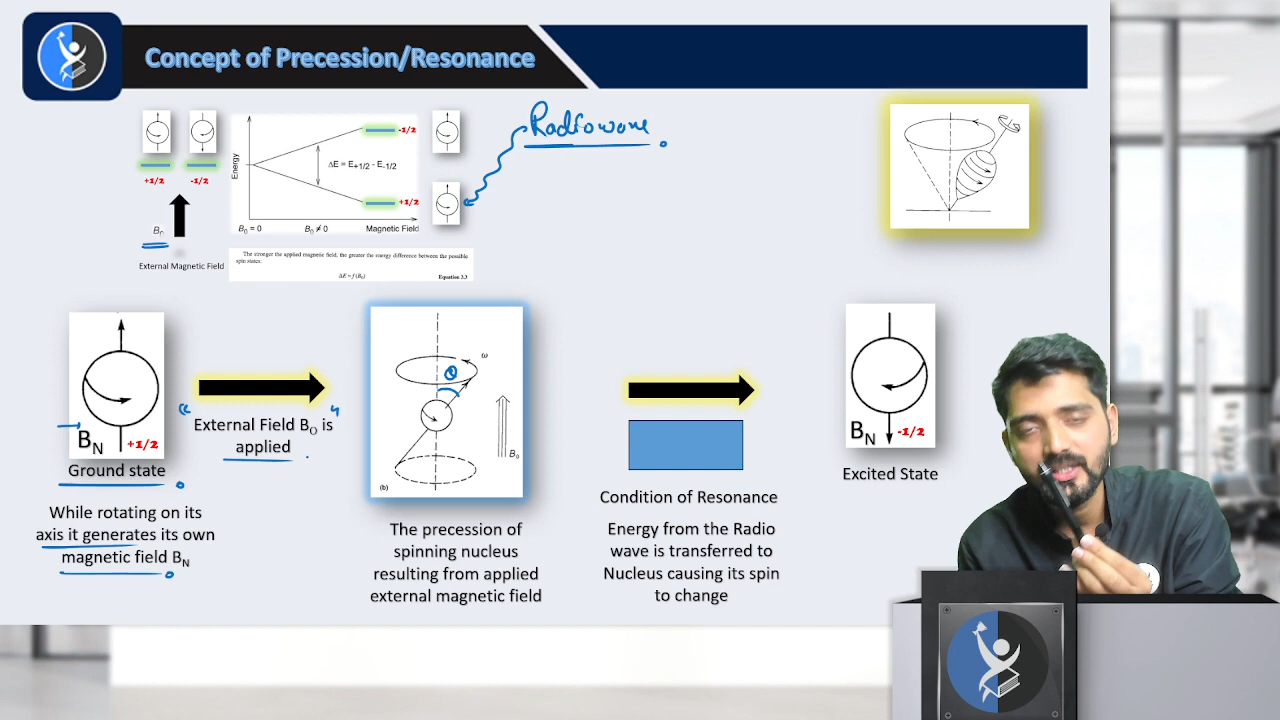 Concept of Precession/Resonance
Radiowave
+1/2
-1/2
B₀
External Magnetic Field
Energy
-1/2
ΔE = E+1/2 - E-1/2
+1/2
B₀ = 0
B₀ ≠ 0
Magnetic Field
The stronger the applied magnetic field, the greater the energy difference between the possible
spin states:
ΔE = f (B₀)
Equation 3.3
B_N
+1/2
Ground state
While rotating on its
axis it generates its own
magnetic field B_N
" External Field B_O is "
applied
ω
θ
B₀
(b)
The precession of
spinning nucleus
resulting from applied
external magnetic field
Condition of Resonance
Energy from the Radio
wave is transferred to
Nucleus causing its spin
to change
B_N
-1/2
Excited State